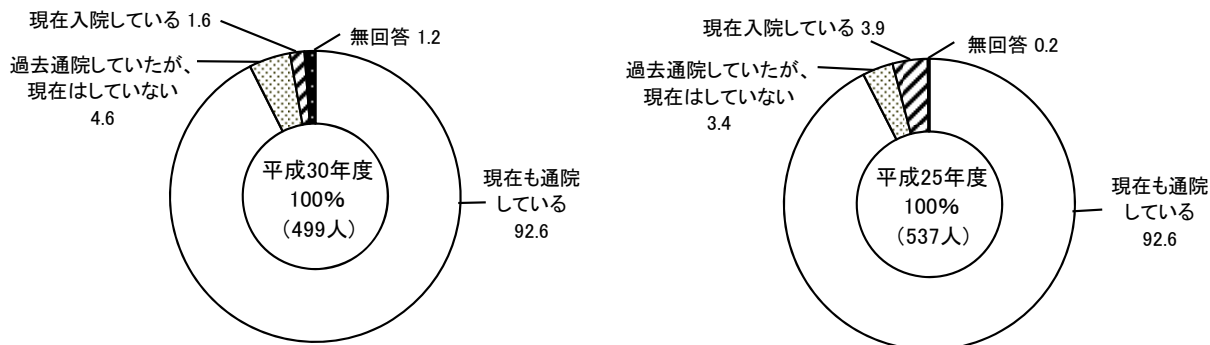 現在入院している 1.6
無回答 1.2
過去通院していたが、
現在はしていない
4.6
平成30年度
100%
（499人）
現在も通院
している
92.6
現在入院している 3.9
無回答 0.2
過去通院していたが、
現在はしていない
3.4
平成25年度
100%
（537人）
現在も通院
している
92.6